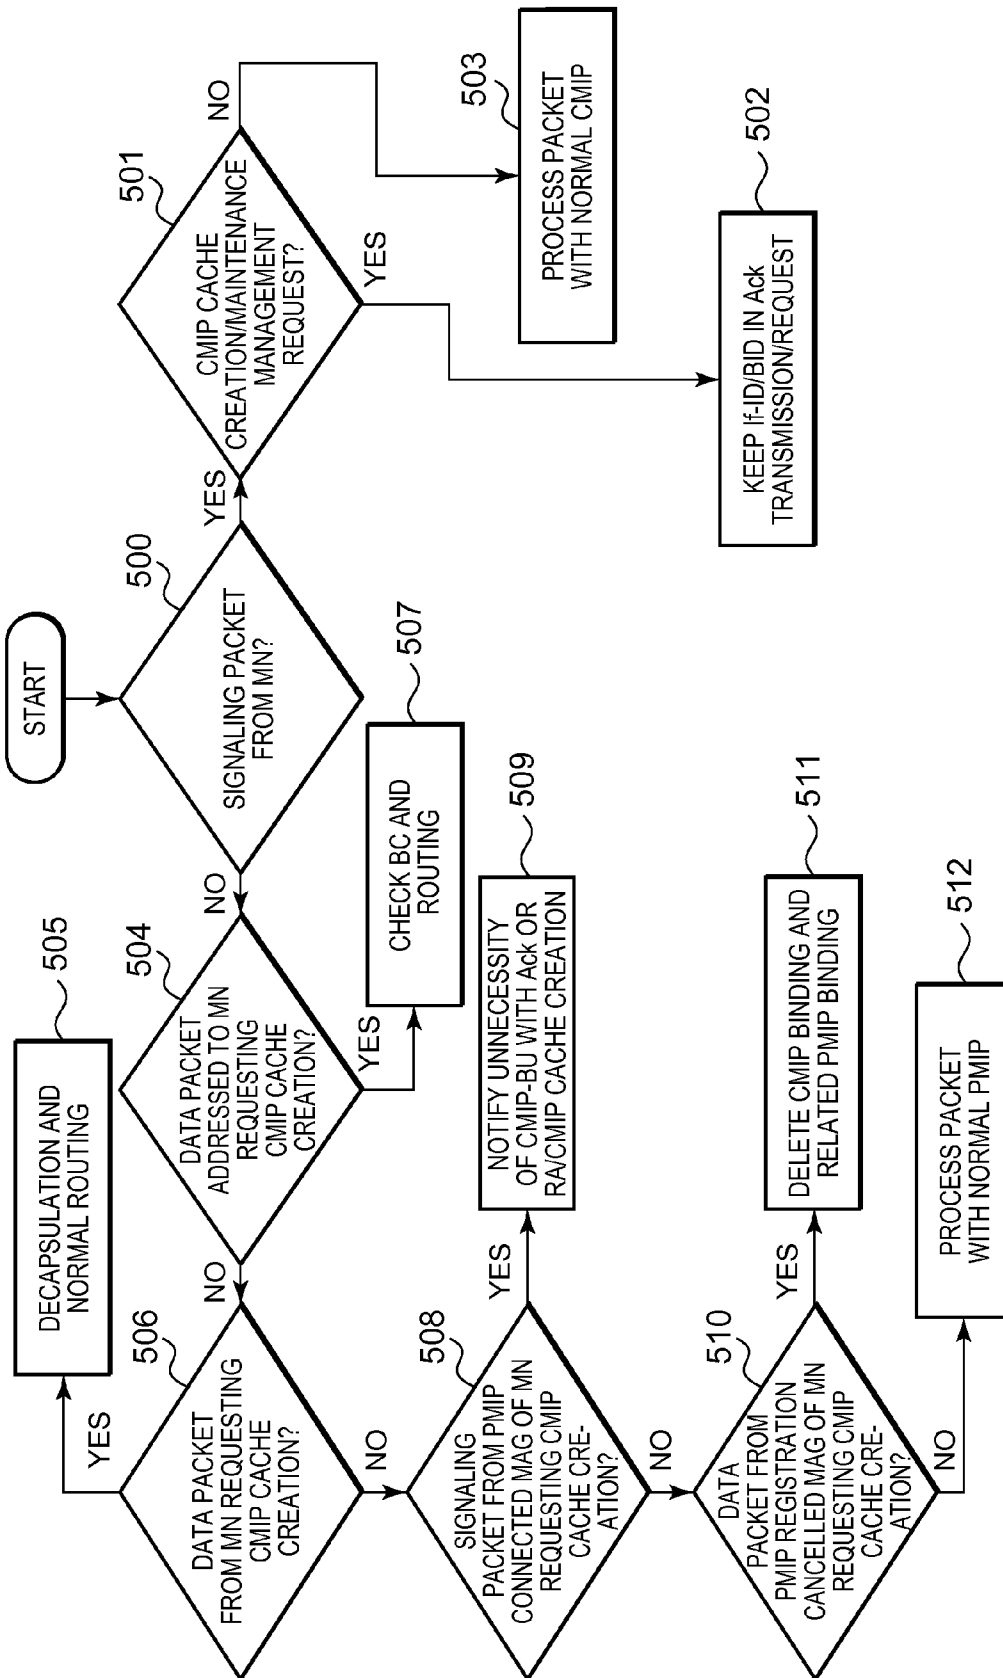 START
500
SIGNALING PACKET
FROM MN?
YES
NO
501
CMIP CACHE
CREATION/MAINTENANCE
MANAGEMENT
REQUEST?
NO
YES
503
PROCESS PACKET
WITH NORMAL CMIP
502
KEEP If-ID/BID IN Ack
TRANSMISSION/REQUEST
504
DATA PACKET
ADDRESSED TO MN
REQUESTING
CMIP CACHE
CREATION?
YES
NO
507
CHECK BC AND
ROUTING
506
DATA PACKET
FROM MN REQUESTING
CMIP CACHE
CREATION?
YES
NO
505
DECAPSULATION AND
NORMAL ROUTING
508
SIGNALING
PACKET FROM PMIP
CONNECTED MAG OF MN
REQUESTING CMIP
CACHE CRE-
ATION?
YES
NO
509
NOTIFY UNNECESSITY
OF CMIP-BU WITH Ack OR
RA/CMIP CACHE CREATION
510
DATA
PACKET FROM
PMIP REGISTRATION
CANCELLED MAG OF MN
REQUESTING CMIP
CACHE CRE-
ATION?
YES
NO
511
DELETE CMIP BINDING AND
RELATED PMIP BINDING
512
PROCESS PACKET
WITH NORMAL PMIP